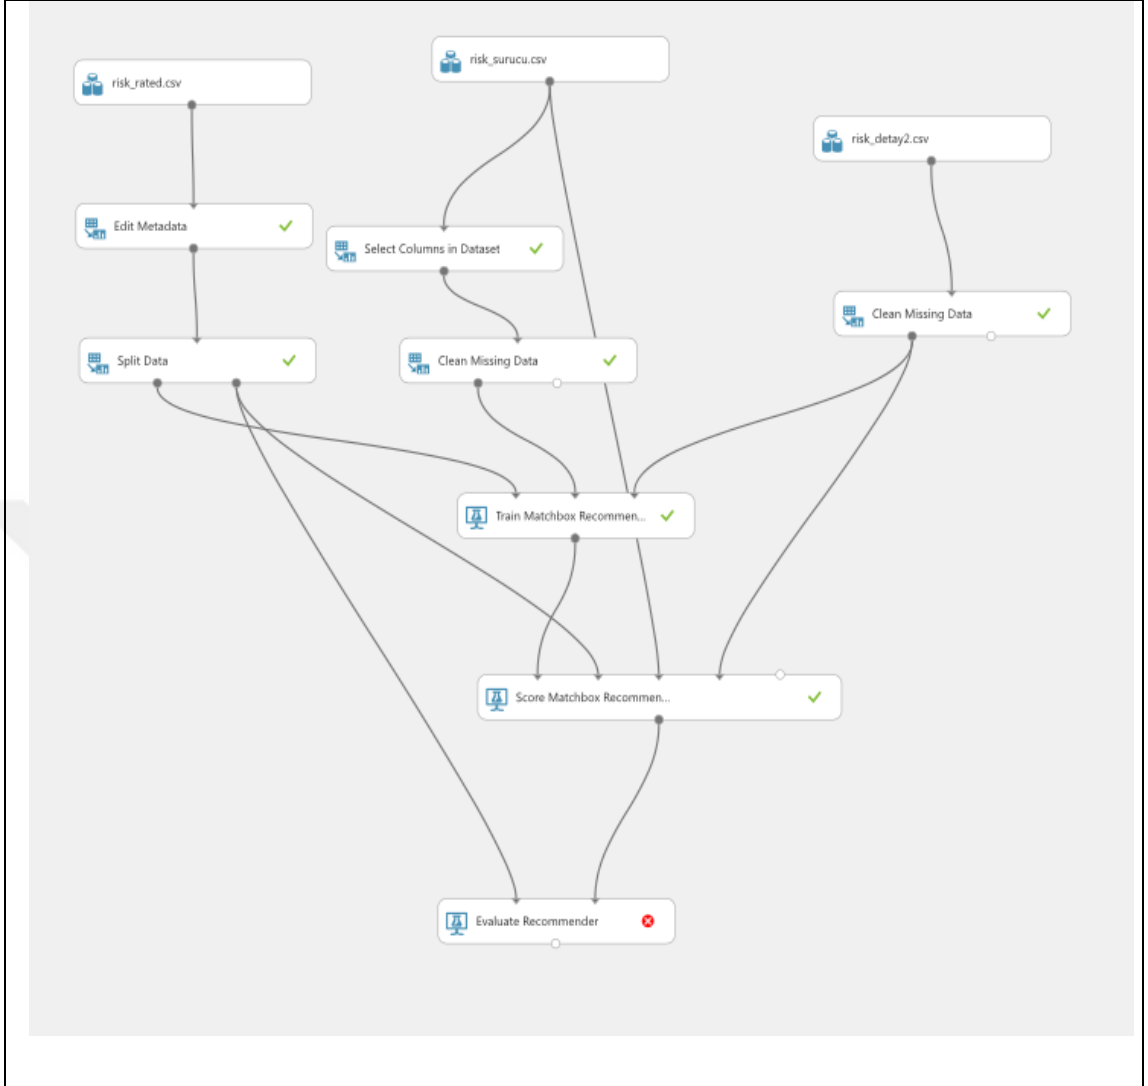 risk_rated.csv
risk_surucu.csv
risk_detay2.csv
Edit Metadata
Select Columns in Dataset
Clean Missing Data
Split Data
Clean Missing Data
Train Matchbox Recommen...
Score Matchbox Recommen...
Evaluate Recommender